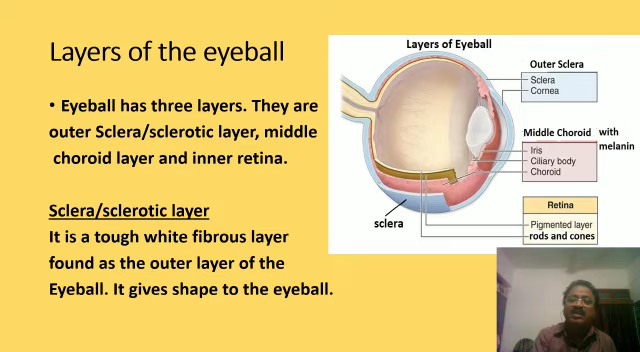 Layers of the eyeball
• Eyeball has three layers. They are
outer Sclera/sclerotic layer, middle
choroid layer and inner retina.
Sclera/sclerotic layer
It is a tough white fibrous layer
found as the outer layer of the
Eyeball. It gives shape to the eyeball.
Layers of Eyeball
Outer Sclera
Sclera
Cornea
Middle Choroid with
melanin
Iris
Ciliary body
Choroid
Retina
Pigmented layer
rods and cones
sclera